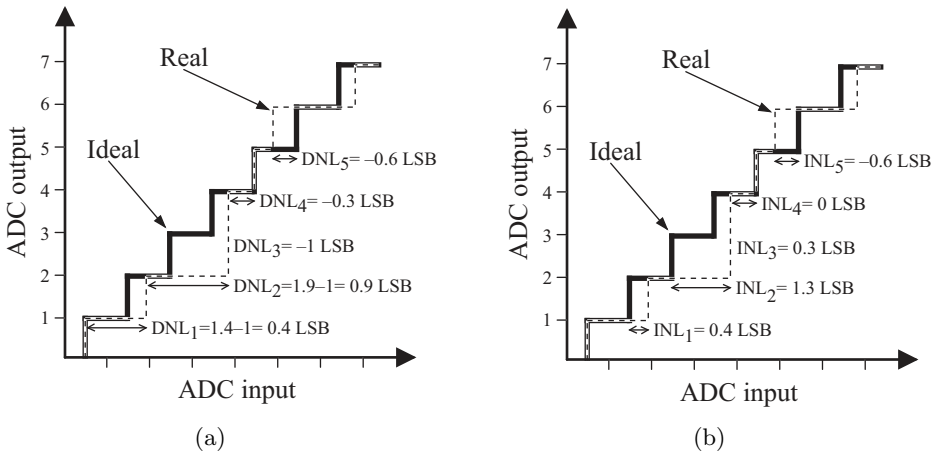 7
6
5
4
3
2
1
ADC output
Real
Ideal
DNL5= –0.6 LSB
DNL4= –0.3 LSB
DNL3= –1 LSB
DNL2=1.9–1= 0.9 LSB
DNL1=1.4–1= 0.4 LSB
ADC input
(a)
7
6
5
4
3
2
1
ADC output
Real
Ideal
INL5= –0.6 LSB
INL4= 0 LSB
INL3= 0.3 LSB
INL2= 1.3 LSB
INL1= 0.4 LSB
ADC input
(b)